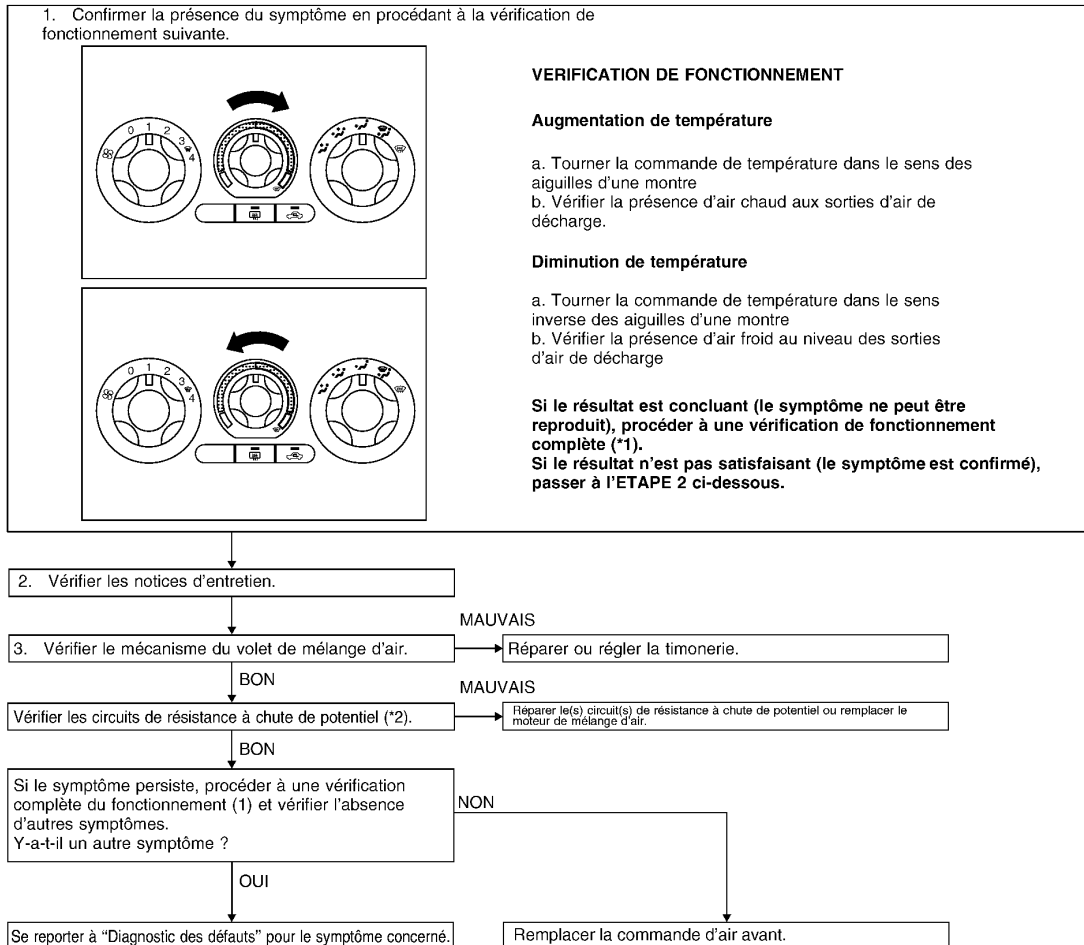 1. Confirmer la présence du symptôme en procédant à la vérification de
fonctionnement suivante.
0 1 2 3 4
VERIFICATION DE FONCTIONNEMENT
Augmentation de température
a. Tourner la commande de température dans le sens des
aiguilles d'une montre
b. Vérifier la présence d'air chaud aux sorties d'air de
décharge.
Diminution de température
a. Tourner la commande de température dans le sens
inverse des aiguilles d'une montre
b. Vérifier la présence d'air froid au niveau des sorties
d'air de décharge
0 1 2 3 4
Si le résultat est concluant (le symptôme ne peut être
reproduit), procéder à une vérification de fonctionnement
complète (*1).
Si le résultat n'est pas satisfaisant (le symptôme est confirmé),
passer à l'ETAPE 2 ci-dessous.
2. Vérifier les notices d'entretien.
3. Vérifier le mécanisme du volet de mélange d'air.
MAUVAIS
Réparer ou régler la timonerie.
BON
Vérifier les circuits de résistance à chute de potentiel (*2).
MAUVAIS
Réparer le(s) circuit(s) de résistance à chute de potentiel ou remplacer le
moteur de mélange d'air.
BON
Si le symptôme persiste, procéder à une vérification
complète du fonctionnement (1) et vérifier l'absence
d'autres symptômes.
Y-a-t-il un autre symptôme ?
NON
OUI
Se reporter à "Diagnostic des défauts" pour le symptôme concerné.
Remplacer la commande d'air avant.